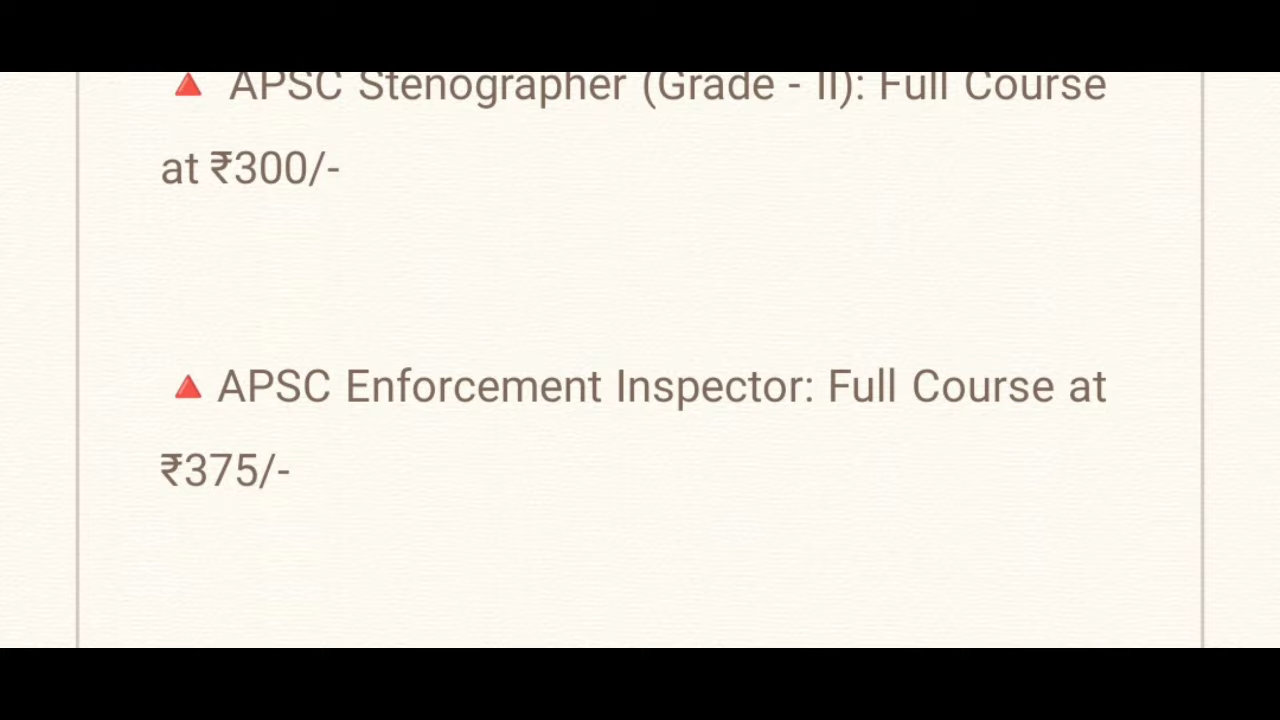 🔺 APSC Stenographer (Grade - II): Full Course
at ₹300/-
🔺APSC Enforcement Inspector: Full Course at
₹375/-